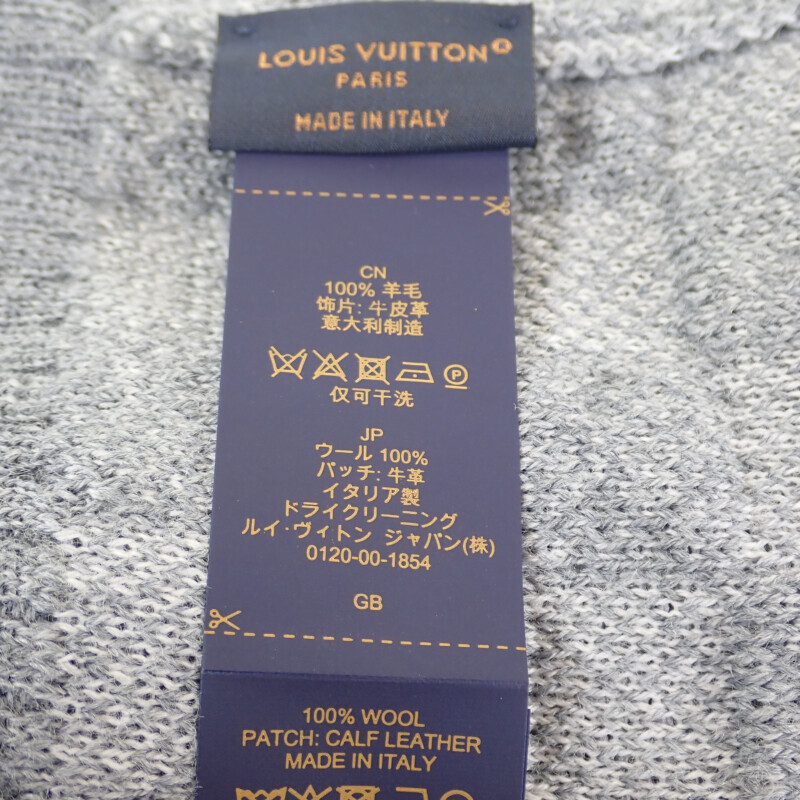 LOUIS VUITTON®
PARIS
MADE IN ITALY
CN
100% 羊毛
饰片: 牛皮革
意大利制造
P
仅可干洗
JP
ウール 100%
パッチ: 牛革
イタリア製
ドライクリーニング
ルイ・ヴィトン ジャパン(株)
0120-00-1854
GB
100% WOOL
PATCH: CALF LEATHER
MADE IN ITALY